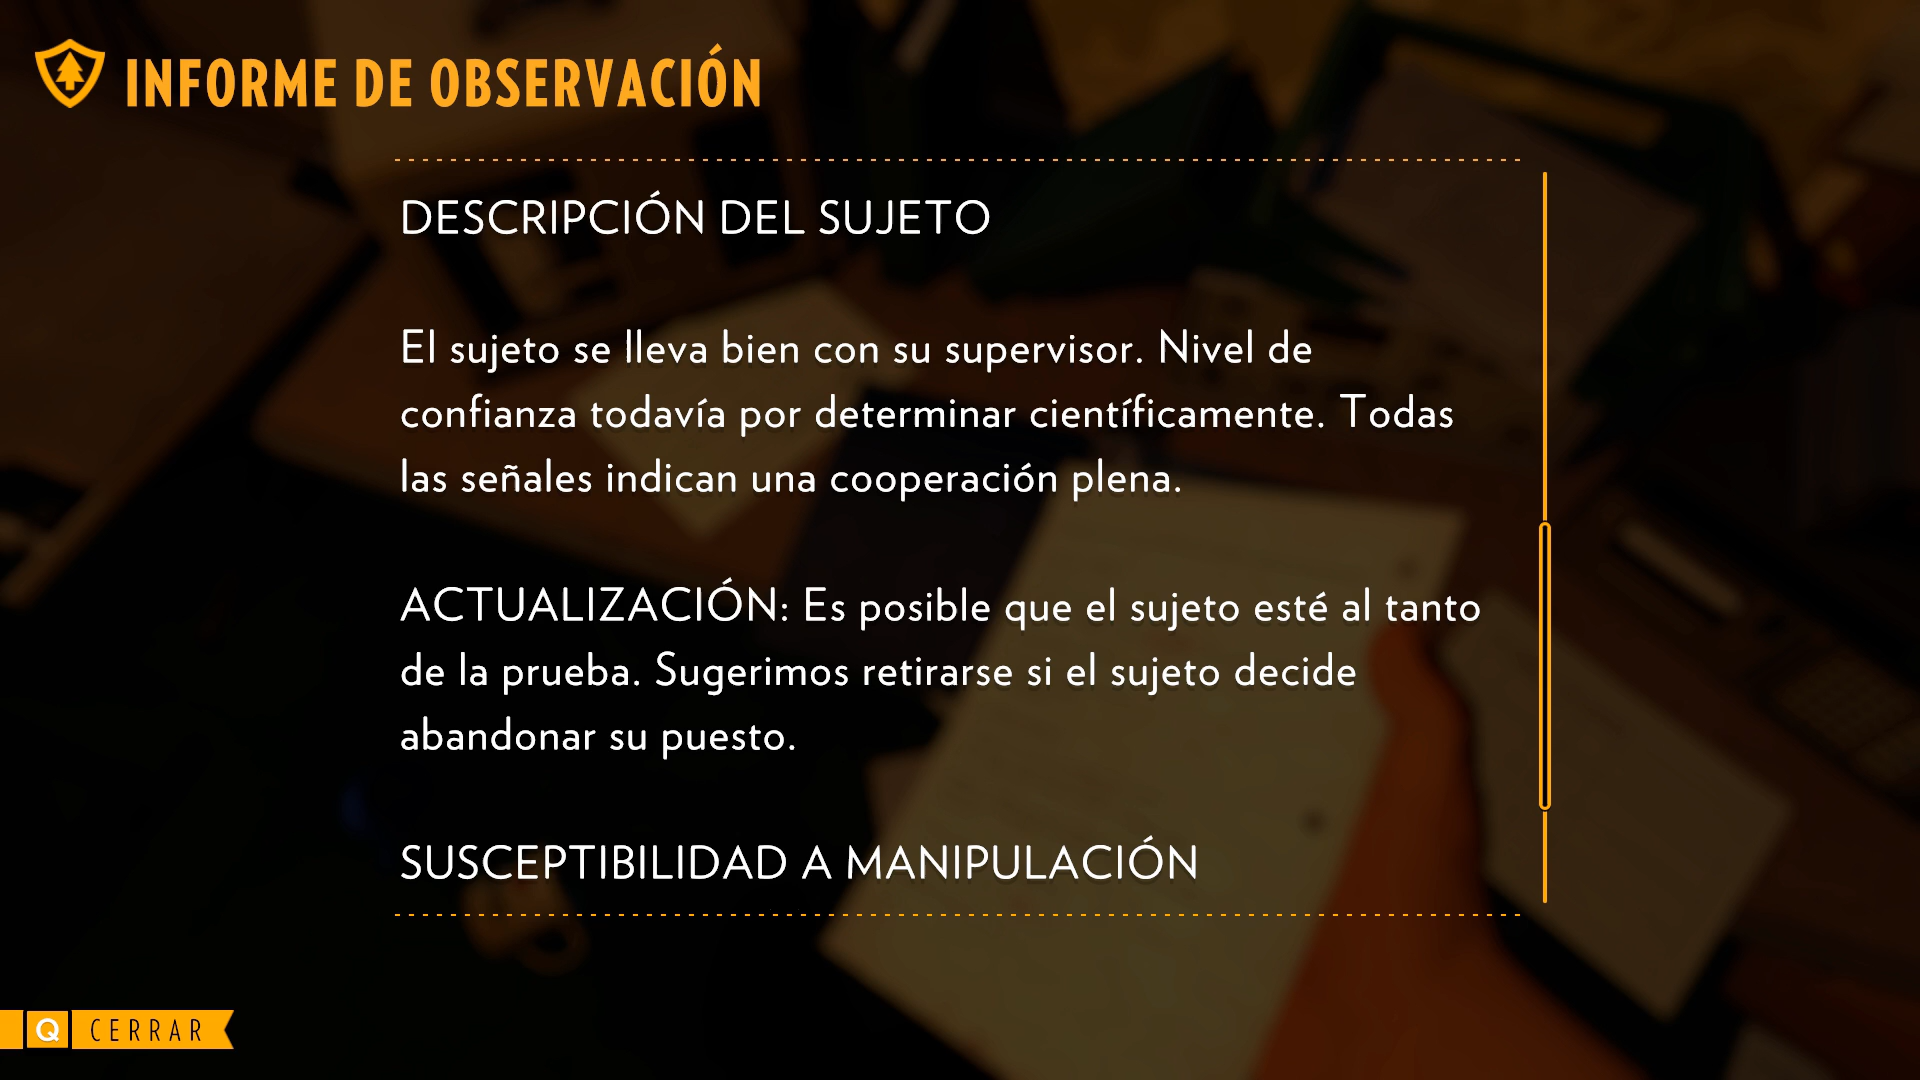 INFORME DE OBSERVACIÓN
DESCRIPCIÓN DEL SUJETO
El sujeto se lleva bien con su supervisor. Nivel de
confianza todavía por determinar científicamente. Todas
las señales indican una cooperación plena.
ACTUALIZACIÓN: Es posible que el sujeto esté al tanto
de la prueba. Sugerimos retirarse si el sujeto decide
abandonar su puesto.
SUSCEPTIBILIDAD A MANIPULACIÓN
Q CERRAR